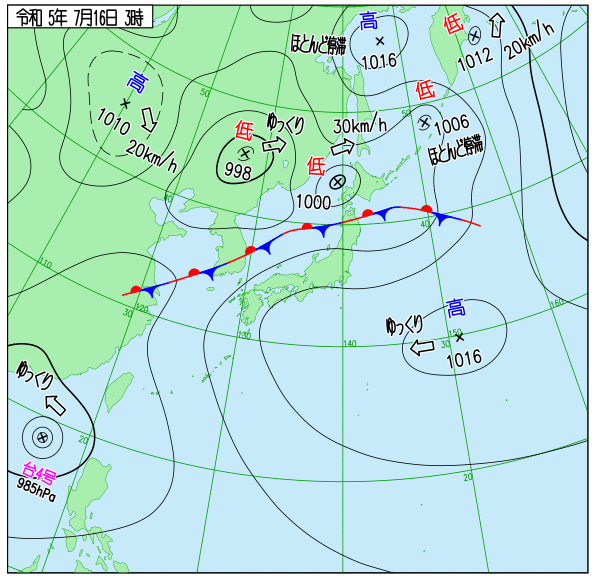 令和 5年 7月16日 3時
高
ほとんど停滞
1016
低
1012
20km/h
高
1010
20km/h
50
50
低
1006
ほとんど停滞
低
ゆっくり
998
30km/h
低
1000
40
40
110
30
120
130
140
150
160
30
高
ゆっくり
1016
ゆっくり
台4号
985hPa
20
20